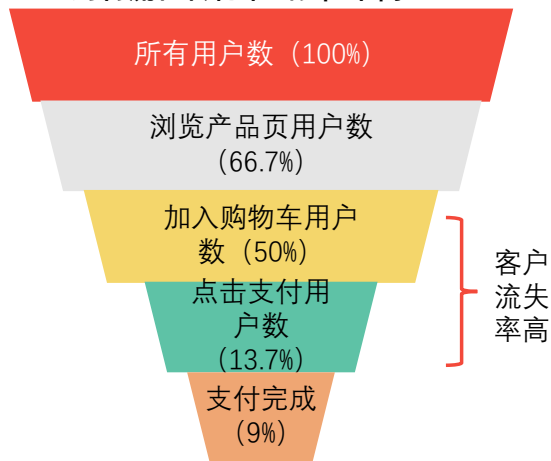 所有用户数（100%）
浏览产品页用户数
（66.7%）
加入购物车用户
数（50%）
点击支付用
户数
（13.7%）
支付完成
（9%）
客户
流失
率高